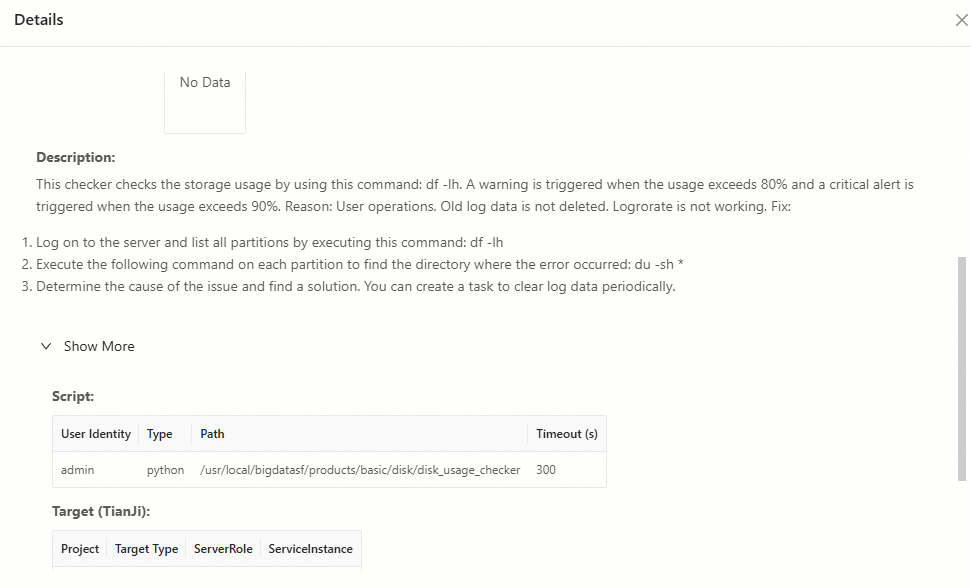 Details
No Data
Description:
This checker checks the storage usage by using this command: df -lh. A warning is triggered when the usage exceeds 80% and a critical alert is
triggered when the usage exceeds 90%. Reason: User operations. Old log data is not deleted. Logrorate is not working. Fix:
1. Log on to the server and list all partitions by executing this command: df -lh
2. Execute the following command on each partition to find the directory where the error occurred: du -sh *
3. Determine the cause of the issue and find a solution. You can create a task to clear log data periodically.
Show More
Script:
User Identity Type Path Timeout (s)
admin python /usr/local/bigdatasf/products/basic/disk/disk_usage_checker 300
Target (TianJi):
Project Target Type ServerRole ServiceInstance